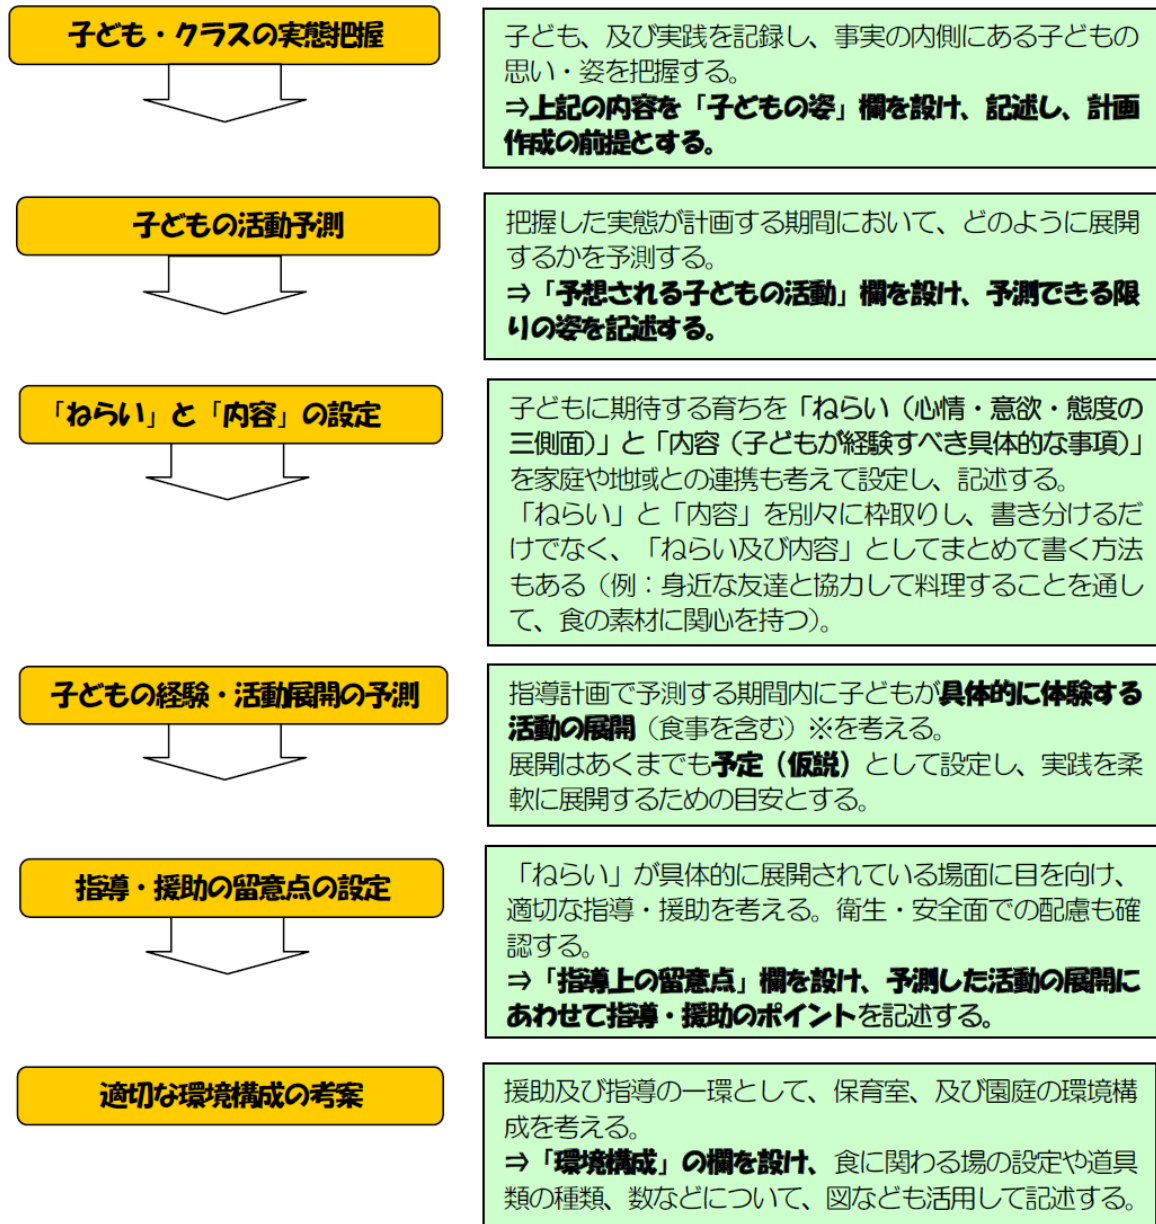 子ども・クラスの実態把握
子ども、及び実践を記録し、事実の内側にある子どもの
思い・姿を把握する。
⇒上記の内容を「子どもの姿」欄を設け、記述し、計画
作成の前提とする。
子どもの活動予測
把握した実態が計画する期間において、どのように展開
するかを予測する。
⇒「予想される子どもの活動」欄を設け、予測できる限
りの姿を記述する。
「ねらい」と「内容」の設定
子どもに期待する育ちを「ねらい（心情・意欲・態度の
三側面）」と「内容（子どもが経験すべき具体的な事項）」
を家庭や地域との連携も考えて設定し、記述する。
「ねらい」と「内容」を別々に枠取りし、書き分けるだ
けでなく、「ねらい及び内容」としてまとめて書く方法
もある（例：身近な友達と協力して料理することを通し
て、食の素材に関心を持つ）。
子どもの経験・活動展開の予測
指導計画で予測する期間内に子どもが具体的に体験する
活動の展開（食事を含む）※を考える。
展開はあくまでも予定（仮説）として設定し、実践を柔
軟に展開するための目安とする。
指導・援助の留意点の設定
「ねらい」が具体的に展開されている場面に目を向け、
適切な指導・援助を考える。衛生・安全面での配慮も確
認する。
⇒「指導上の留意点」欄を設け、予測した活動の展開に
あわせて指導・援助のポイントを記述する。
適切な環境構成の考案
援助及び指導の一環として、保育室、及び園庭の環境構
成を考える。
⇒「環境構成」の欄を設け、食に関わる場の設定や道具
類の種類、数などについて、図なども活用して記述する。